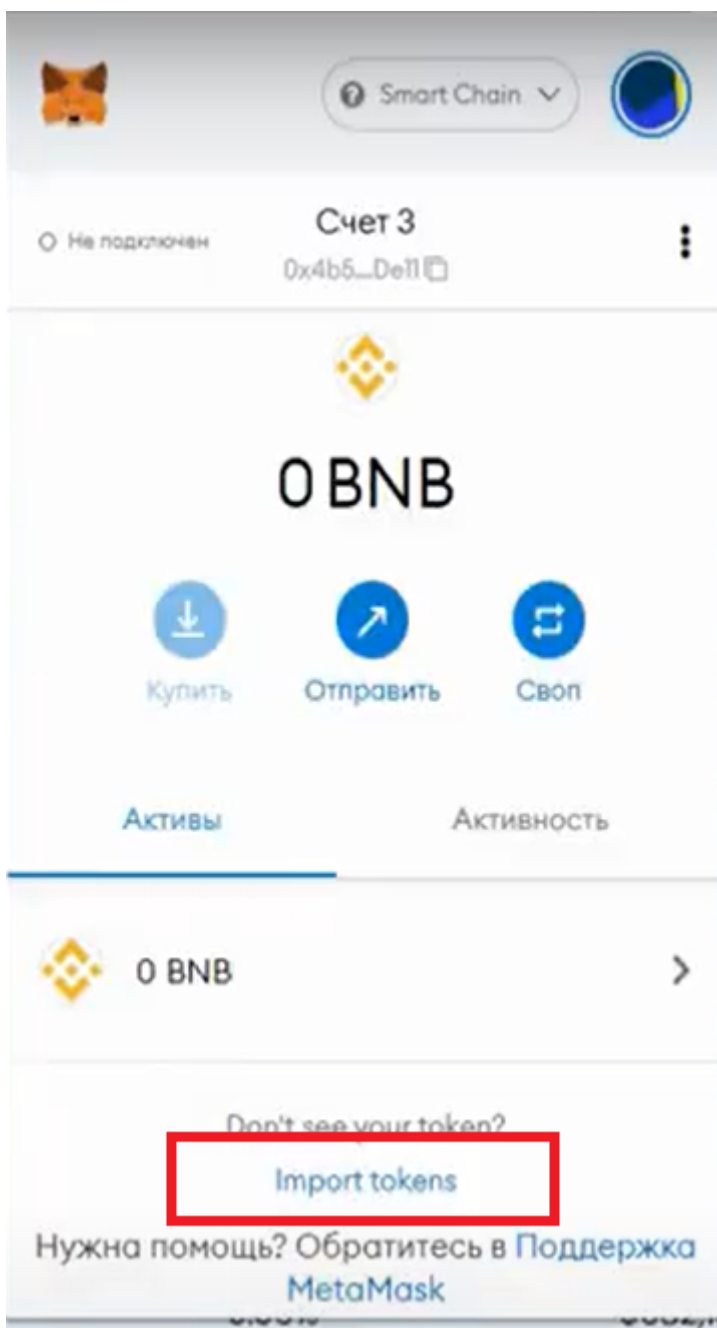 Smart Chain
Не подключен
Счет 3
0x4b5...De11
0 BNB
Купить
Отправить
Своп
Активы
Активность
0 BNB
Don't see your token?
Import tokens
Нужна помощь? Обратитесь в Поддержка
MetaMask